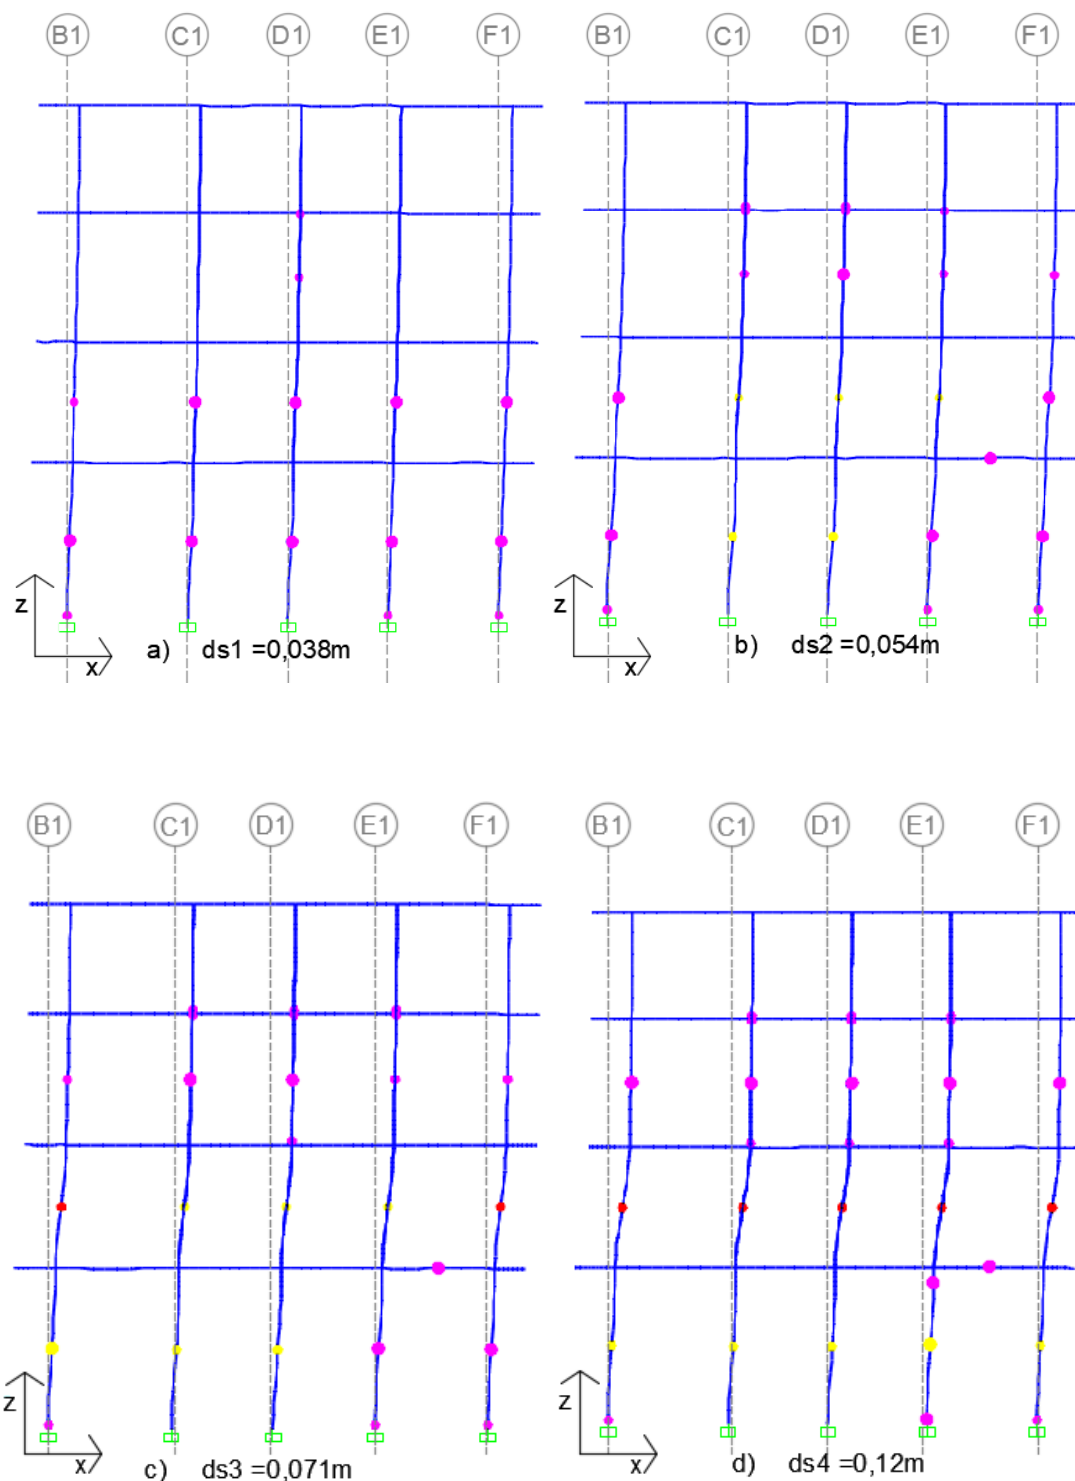 B1 C1 D1 E1 F1
z
x
a) ds1 =0,038m
B1 C1 D1 E1 F1
z
x
b) ds2 =0,054m
B1 C1 D1 E1 F1
z
x
c) ds3 =0,071m
B1 C1 D1 E1 F1
z
x
d) ds4 =0,12m